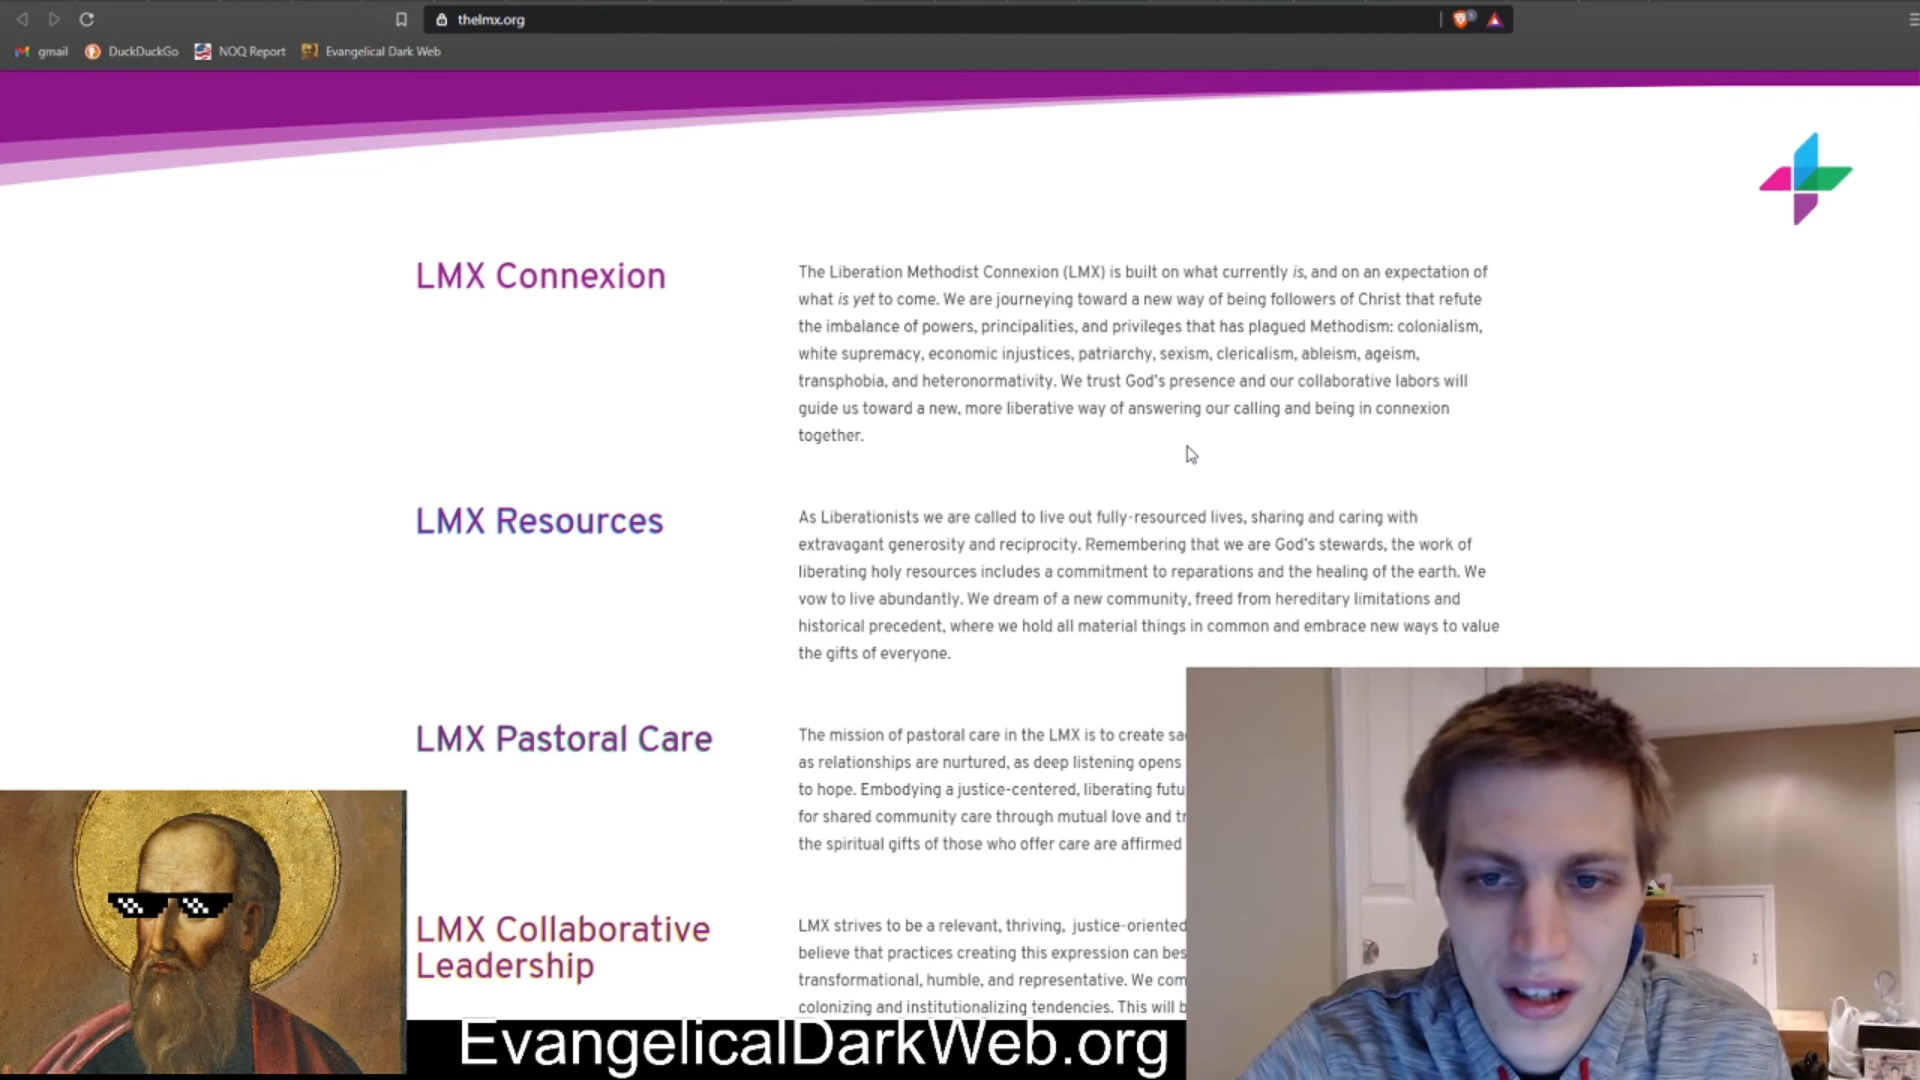 thelmx.org
gmail DuckDuckGo NOQ Report Evangelical Dark Web
LMX Connexion
The Liberation Methodist Connexion (LMX) is built on what currently is, and on an expectation of
what is yet to come. We are journeying toward a new way of being followers of Christ that refute
the imbalance of powers, principalities, and privileges that has plagued Methodism: colonialism,
white supremacy, economic injustices, patriarchy, sexism, clericalism, ableism, ageism,
transphobia, and heteronormativity. We trust God's presence and our collaborative labors will
guide us toward a new, more liberative way of answering our calling and being in connexion
together.
LMX Resources
As Liberationists we are called to live out fully-resourced lives, sharing and caring with
extravagant generosity and reciprocity. Remembering that we are God's stewards, the work of
liberating holy resources includes a commitment to reparations and the healing of the earth. We
vow to live abundantly. We dream of a new community, freed from hereditary limitations and
historical precedent, where we hold all material things in common and embrace new ways to value
the gifts of everyone.
LMX Pastoral Care
The mission of pastoral care in the LMX is to create
as relationships are nurtured, as deep listening opens
to hope. Embodying a justice-centered, liberating
for shared community care through mutual love and
the spiritual gifts of those who offer care are affirmed
LMX Collaborative
Leadership
LMX strives to be a relevant, thriving, justice-oriented
believe that practices creating this expression can
transformational, humble, and representative. We
colonizing and institutionalizing tendencies. This will
EvangelicalDarkWeb.org